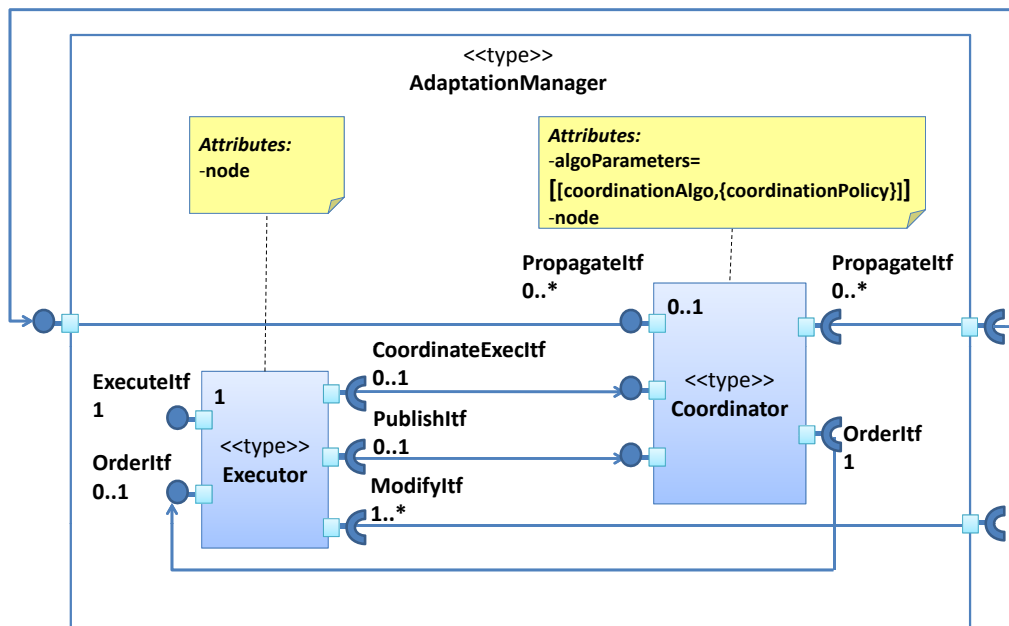 <<type>>
AdaptationManager
Attributes:
-node
Attributes:
-algoParameters=
[[coordinationAlgo,{coordinationPolicy}]]
-node
PropagateItf
0..*
PropagateItf
0..*
0..1
<<type>>
Coordinator
CoordinateExecItf
0..1
ExecuteItf
1
1
<<type>>
Executor
PublishItf
0..1
OrderItf
1
OrderItf
0..1
ModifyItf
1..*